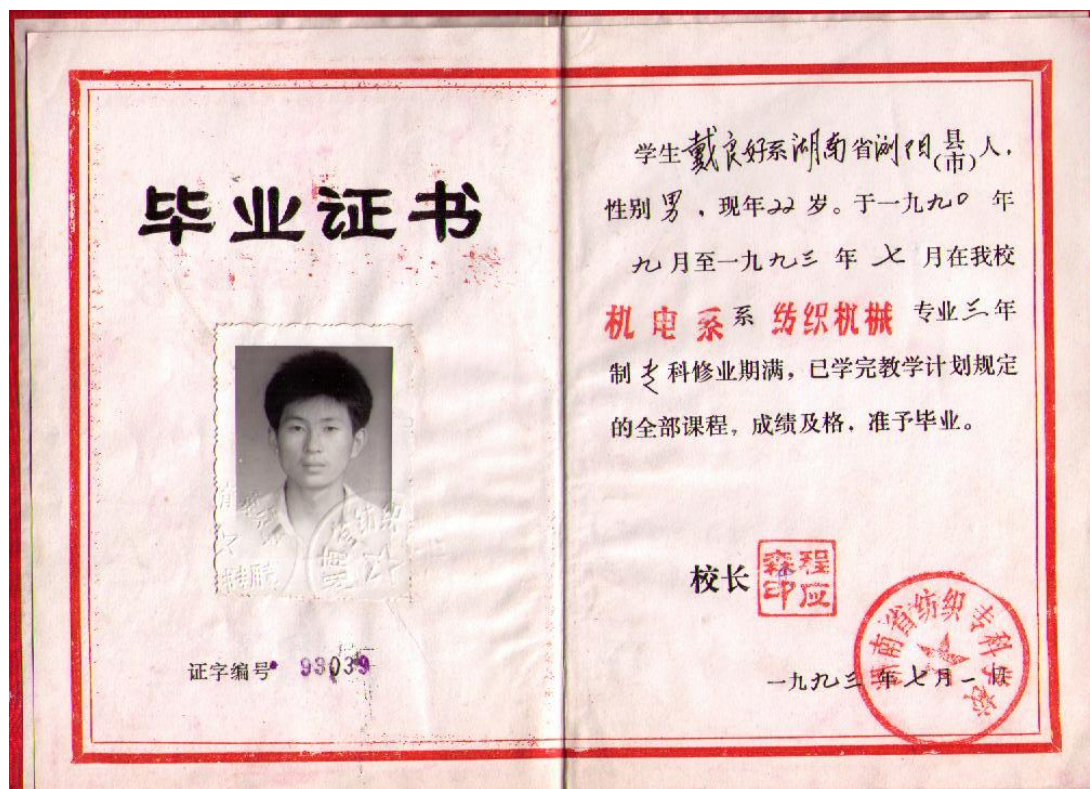 毕业证书
证字编号 93039
学生戴良好系湖南省浏阳县(市)人，
性别男，现年22岁。于一九九〇年
九月至一九九三年七月在我校
机电系系纺织机械专业三年
制专科修业期满，已学完教学计划规定
的全部课程，成绩及格，准予毕业。
校长
程应森印
湖南省纺织专科学校
一九九三年七月一日